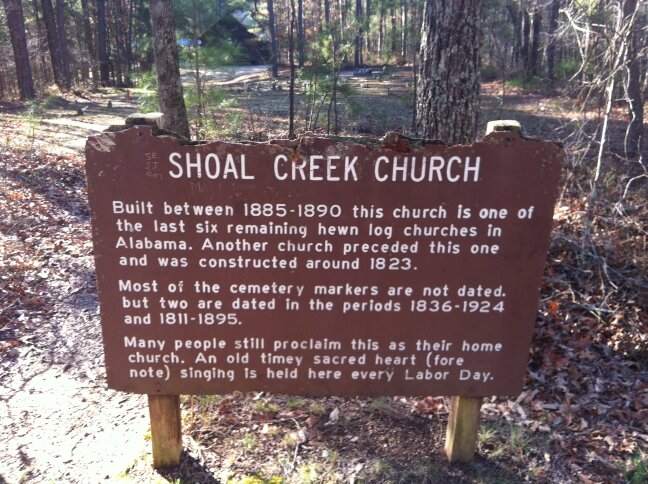 SHOAL CREEK CHURCH
Built between 1885-1890 this church is one of
the last six remaining hewn log churches in
Alabama. Another church preceded this one
and was constructed around 1823.
Most of the cemetery markers are not dated.
but two are dated in the periods 1836-1924
and 1811-1895.
Many people still proclaim this as their home
church. An old timey sacred heart (fore
note) singing is held here every Labor Day.